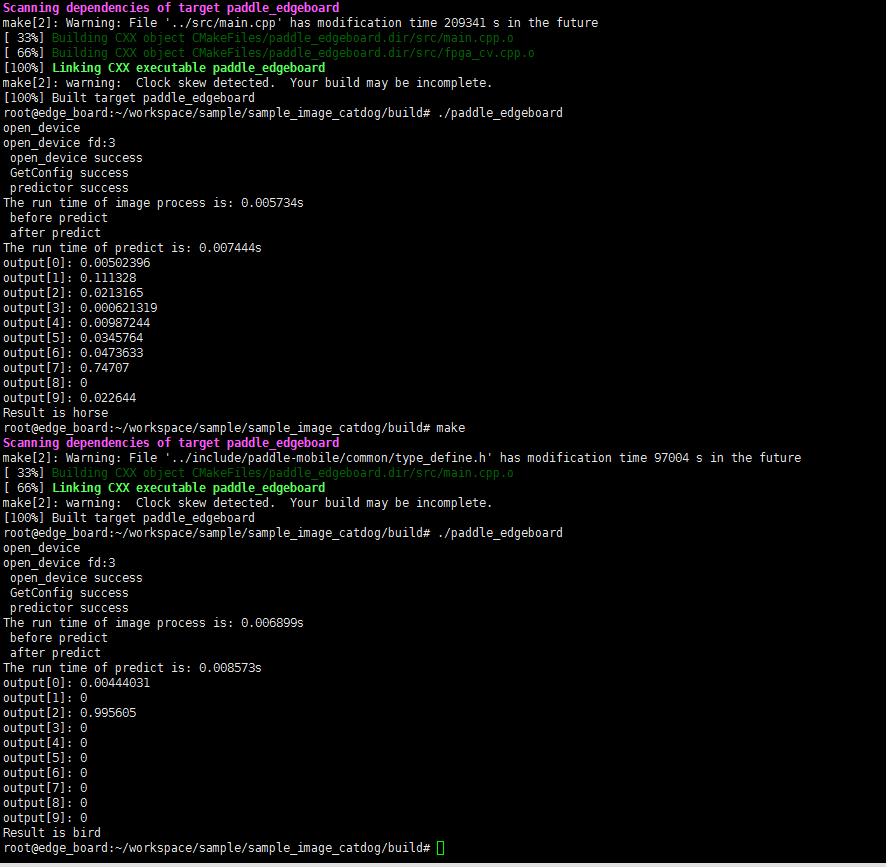 Scanning dependencies of target paddle_edgeboard
make[2]: Warning: File '../src/main.cpp' has modification time 209341 s in the future
[ 33%] Building CXX object CMakeFiles/paddle_edgeboard.dir/src/main.cpp.o
[ 66%] Building CXX object CMakeFiles/paddle_edgeboard.dir/src/fpga_cv.cpp.o
[100%] Linking CXX executable paddle_edgeboard
make[2]: warning:  Clock skew detected.  Your build may be incomplete.
[100%] Built target paddle_edgeboard
root@edge_board:~/workspace/sample/sample_image_catdog/build# ./paddle_edgeboard
open_device
open_device fd:3
 open_device success
 GetConfig success
 predictor success
The run time of image process is: 0.005734s
 before predict
 after predict
The run time of predict is: 0.007444s
output[0]: 0.00502396
output[1]: 0.111328
output[2]: 0.0213165
output[3]: 0.000621319
output[4]: 0.00987244
output[5]: 0.0345764
output[6]: 0.0473633
output[7]: 0.74707
output[8]: 0
output[9]: 0.022644
Result is horse
root@edge_board:~/workspace/sample/sample_image_catdog/build# make
Scanning dependencies of target paddle_edgeboard
make[2]: Warning: File '../include/paddle-mobile/common/type_define.h' has modification time 97004 s in the future
[ 33%] Building CXX object CMakeFiles/paddle_edgeboard.dir/src/main.cpp.o
[ 66%] Linking CXX executable paddle_edgeboard
make[2]: warning:  Clock skew detected.  Your build may be incomplete.
[100%] Built target paddle_edgeboard
root@edge_board:~/workspace/sample/sample_image_catdog/build# ./paddle_edgeboard
open_device
open_device fd:3
 open_device success
 GetConfig success
 predictor success
The run time of image process is: 0.006899s
 before predict
 after predict
The run time of predict is: 0.008573s
output[0]: 0.00444031
output[1]: 0
output[2]: 0.995605
output[3]: 0
output[4]: 0
output[5]: 0
output[6]: 0
output[7]: 0
output[8]: 0
output[9]: 0
Result is bird
root@edge_board:~/workspace/sample/sample_image_catdog/build#